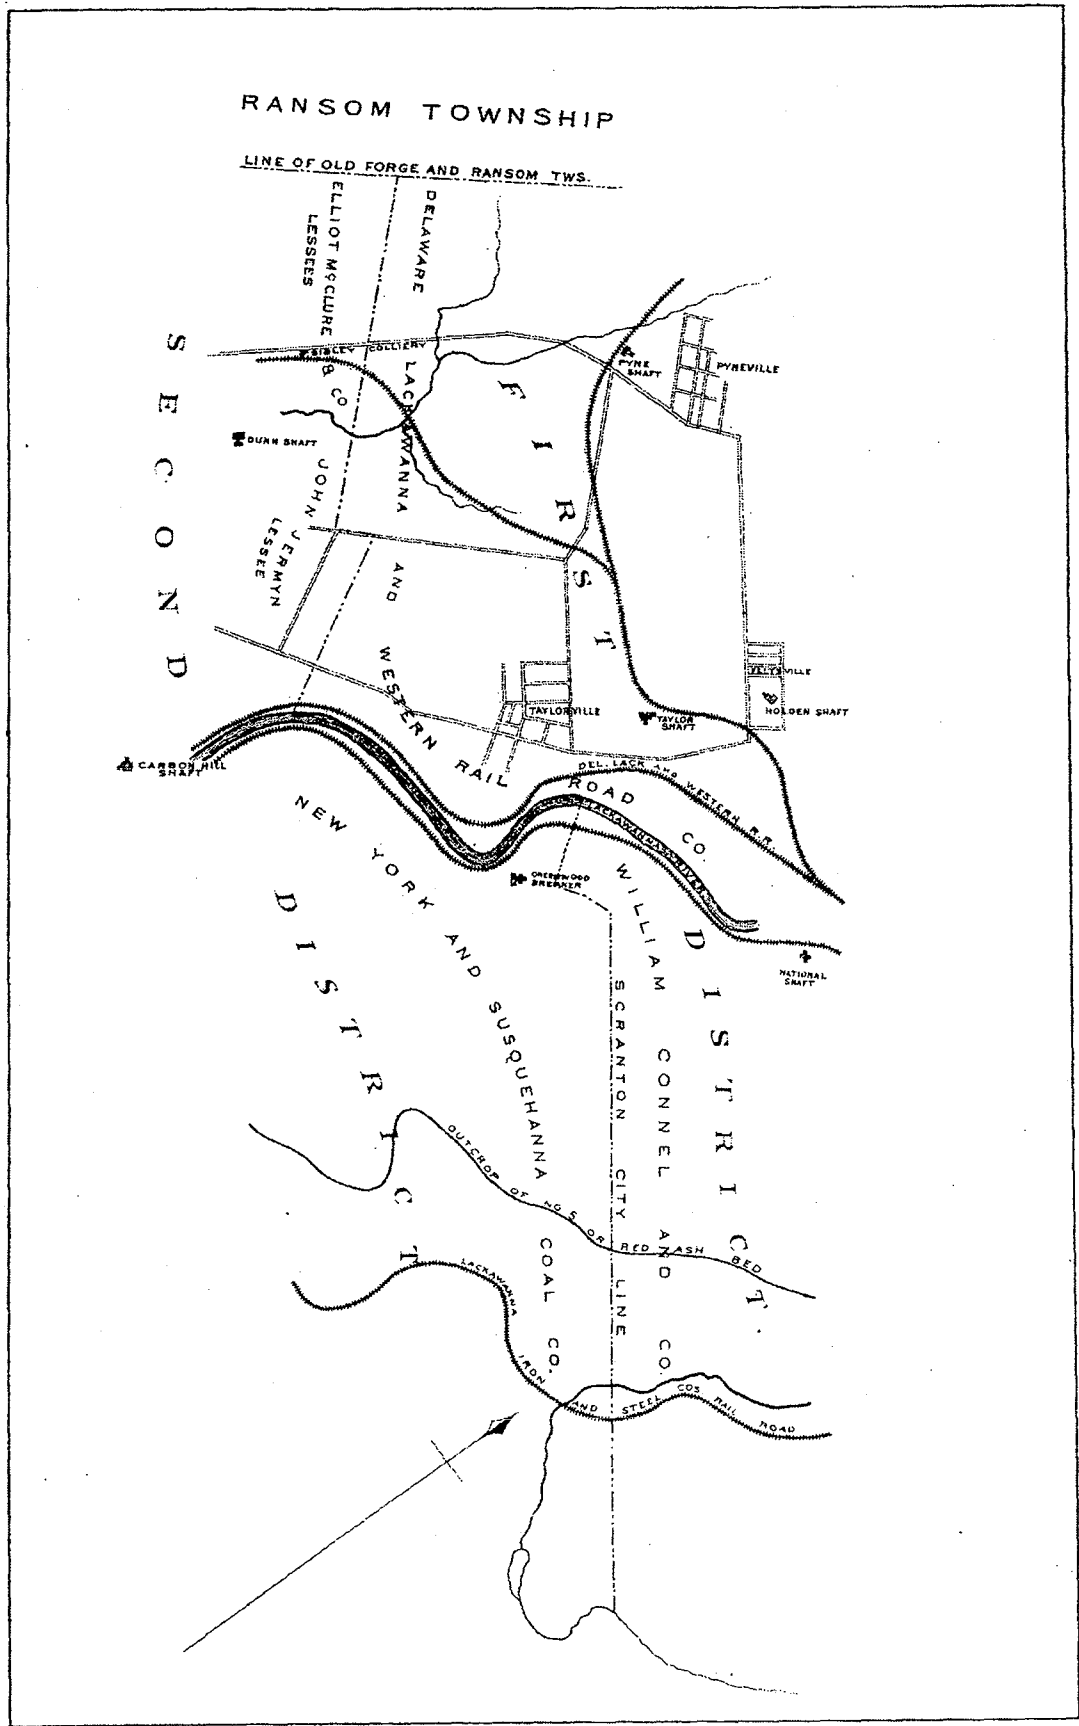 RANSOM TOWNSHIP
LINE OF OLD FORGE AND RANSOM TWS.
ELLIOT McCLURE & CO
LESSEES
DELAWARE LACKAWANNA AND WESTERN RAIL ROAD CO.
SIBLEY COLLIERY
PYNE
SHAFT
PYNEVILLE
DUNN SHAFT
JOHN JERMYN
LESSEE
SECOND DISTRICT
FIRST DISTRICT
TAYLORVILLE
TAYLOR
SHAFT
HOLDEN SHAFT
CARBON HILL
SHAFT
DEL. LACK AND WESTERN R.R.
LACKAWANNA RIVER
GREENWOOD
BREAKER
NATIONAL
SHAFT
NEW YORK AND SUSQUEHANNA COAL CO.
WILLIAM CONNEL AND CO.
SCRANTON CITY LINE
OUTCROP OF NO 5 OR RED ASH BED
LACKAWANNA IRON AND STEEL COS RAIL ROAD